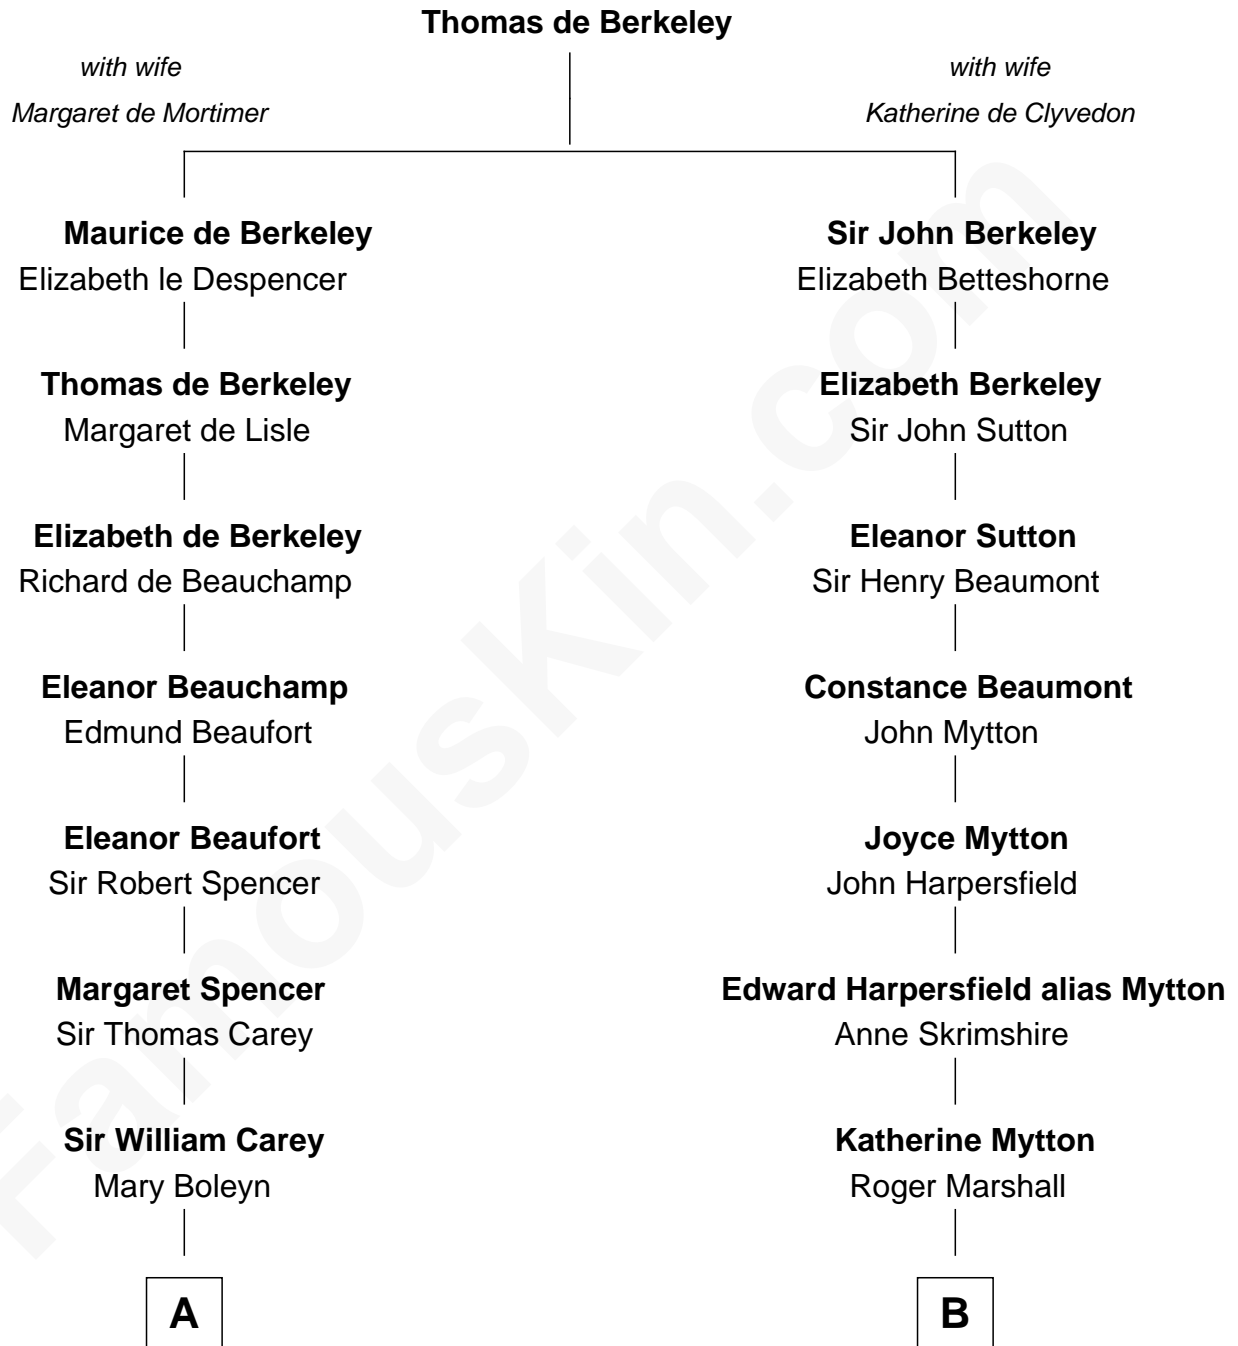 Thomas de Berkeley
with wife
Margaret de Mortimer
with wife
Katherine de Clyvedon
Maurice de Berkeley
Elizabeth le Despencer
Sir John Berkeley
Elizabeth Betteshorne
Thomas de Berkeley
Margaret de Lisle
Elizabeth Berkeley
Sir John Sutton
Elizabeth de Berkeley
Richard de Beauchamp
Eleanor Sutton
Sir Henry Beaumont
Eleanor Beauchamp
Edmund Beaufort
Constance Beaumont
John Mytton
Eleanor Beaufort
Sir Robert Spencer
Joyce Mytton
John Harpersfield
Margaret Spencer
Sir Thomas Carey
Edward Harpersfield alias Mytton
Anne Skrimshire
Sir William Carey
Mary Boleyn
Katherine Mytton
Roger Marshall
A
B
FamousKin.com